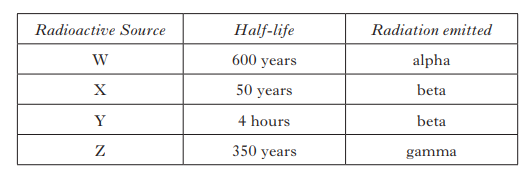 Radioactive Source Half-life Radiation emitted
W 600 years alpha
X 50 years beta
Y 4 hours beta
Z 350 years gamma